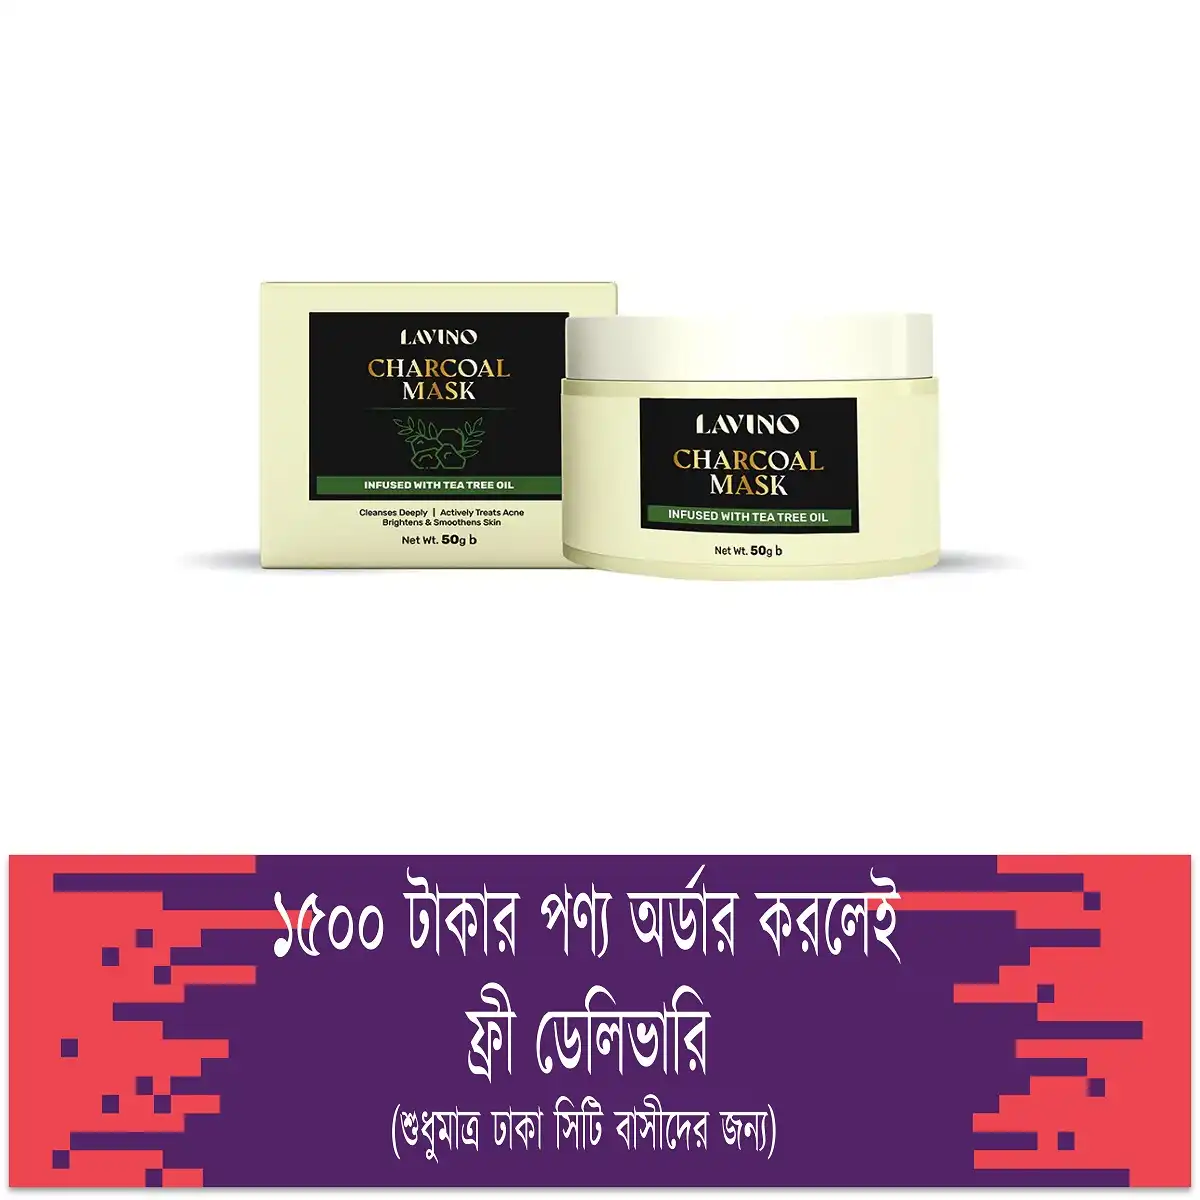 LAVINO
CHARCOAL
MASK
INFUSED WITH TEA TREE OIL
Cleanses Deeply | Actively Treats Acne
Brightens & Smoothens Skin
Net Wt. 50g b
LAVINO
CHARCOAL
MASK
INFUSED WITH TEA TREE OIL
Net Wt. 50g b
১৫০০ টাকার পণ্য অর্ডার করলেই
ফ্রী ডেলিভারি
(শুধুমাত্র ঢাকা সিটি বাসীদের জন্য)